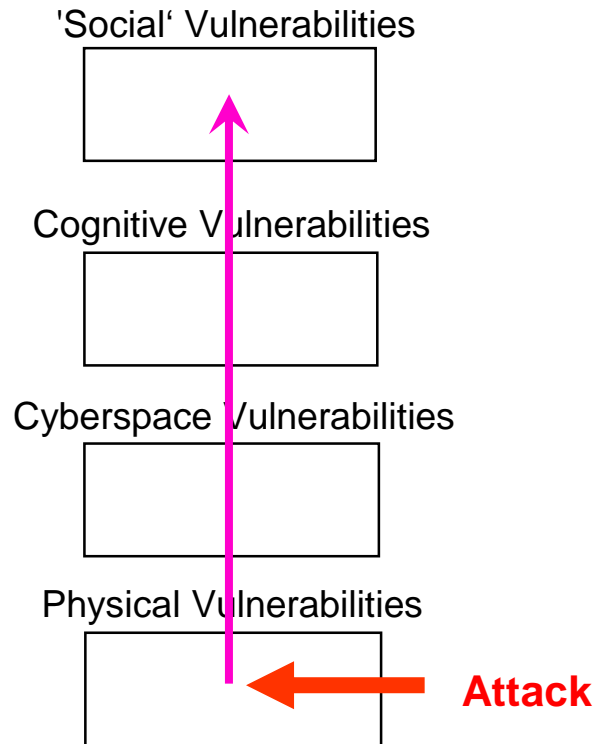 'Social‘ Vulnerabilities
Cognitive Vulnerabilities
Cyberspace Vulnerabilities
Physical Vulnerabilities
Attack